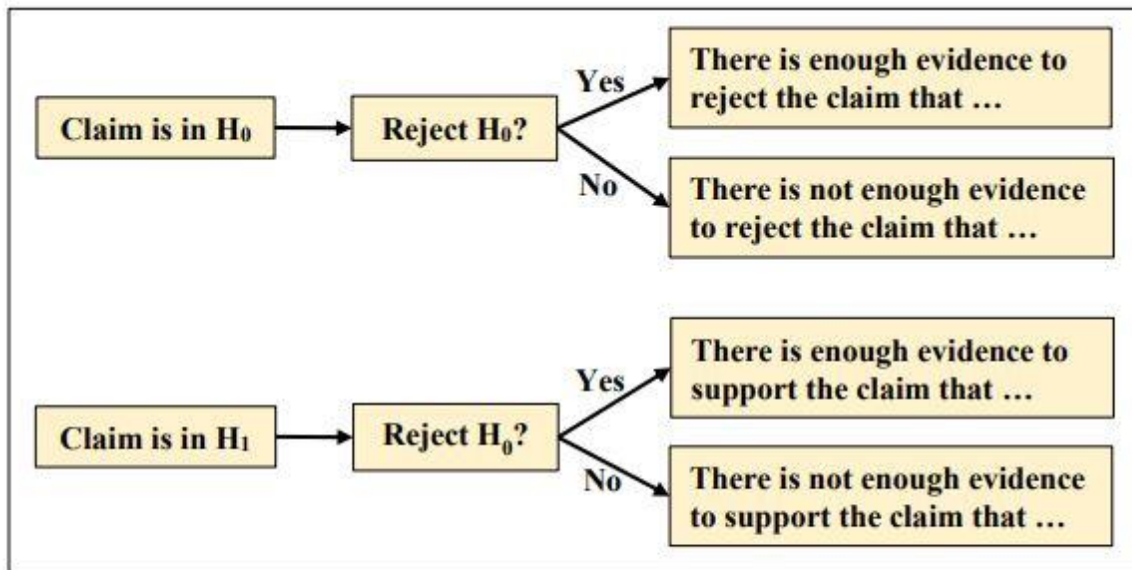 Claim is in H₀
Reject H₀?
Yes
No
There is enough evidence to
reject the claim that …
There is not enough evidence
to reject the claim that …
Claim is in H₁
Reject H₀?
Yes
No
There is enough evidence to
support the claim that …
There is not enough evidence
to support the claim that …